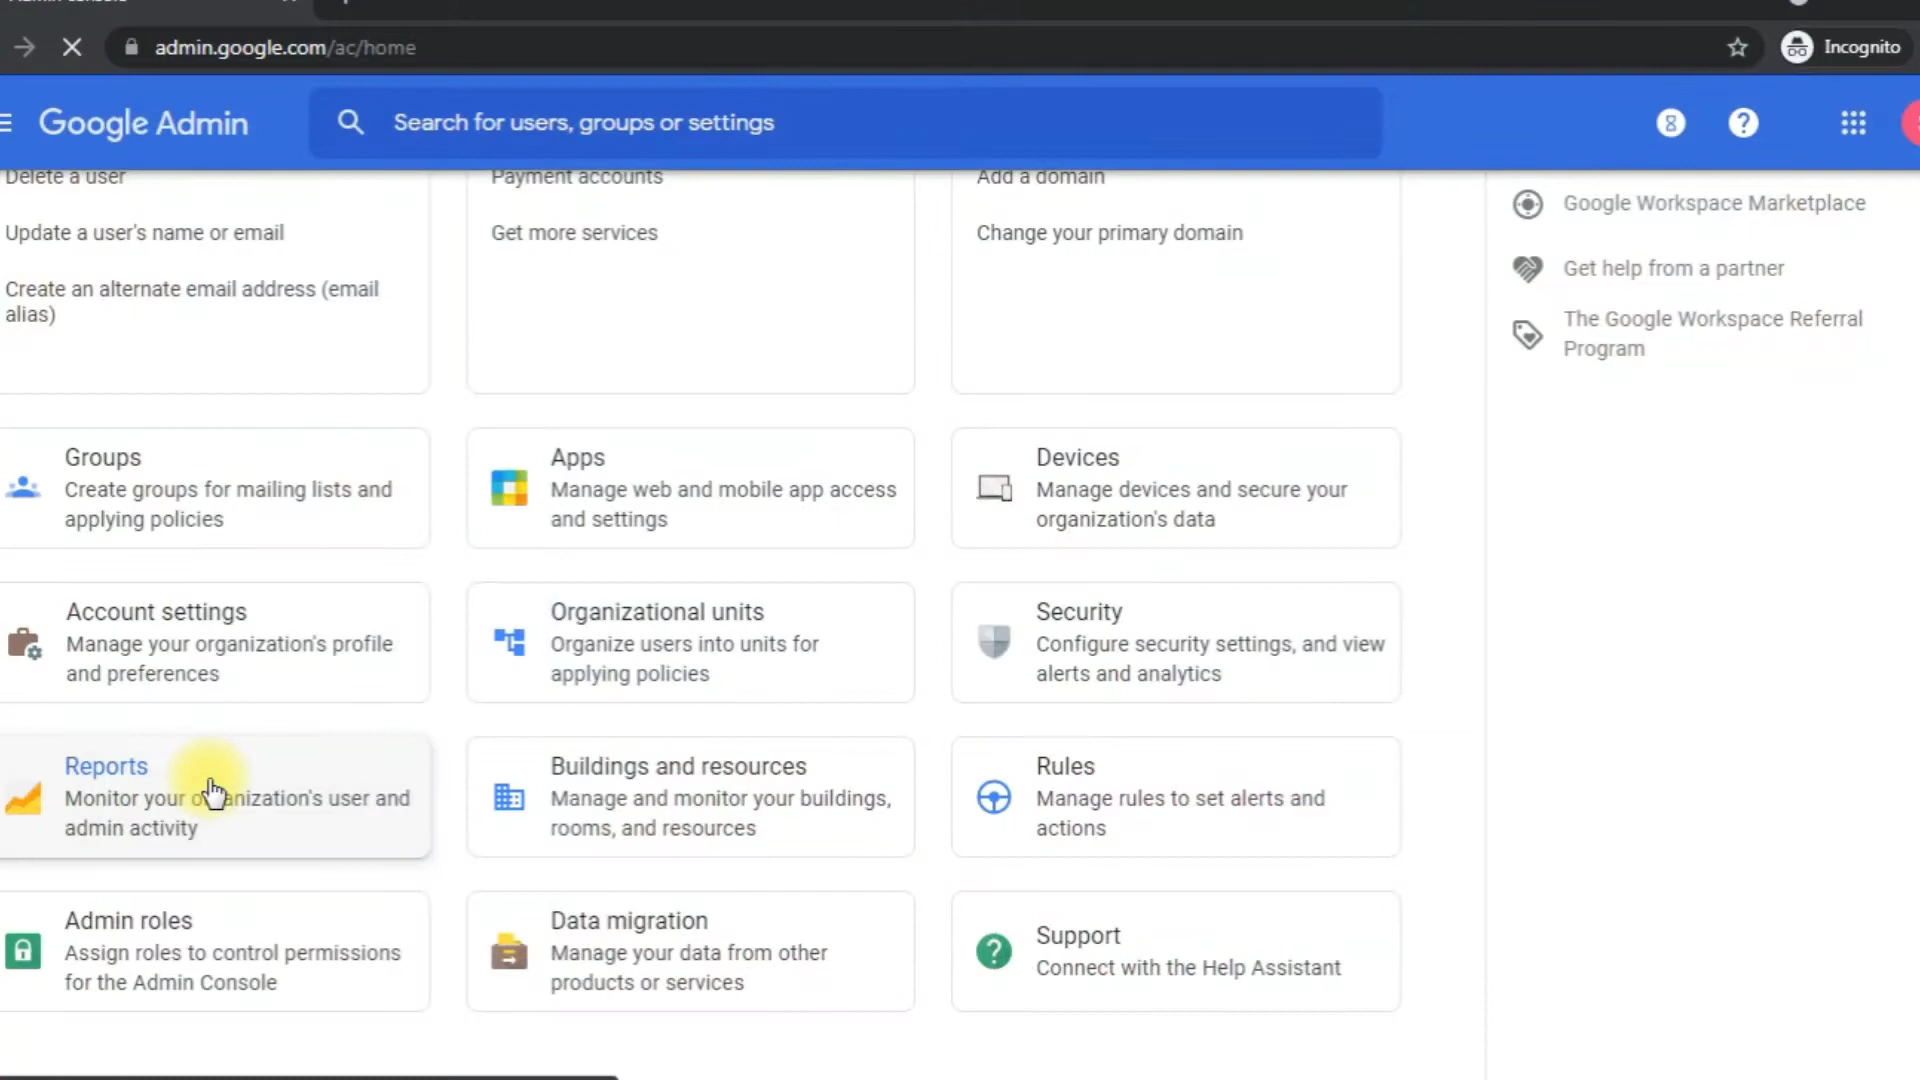 admin.google.com/ac/home
Incognito
Google Admin
Search for users, groups or settings
Delete a user
Payment accounts
Add a domain
Google Workspace Marketplace
Update a user's name or email
Get more services
Change your primary domain
Get help from a partner
Create an alternate email address (email
alias)
The Google Workspace Referral
Program
Groups
Create groups for mailing lists and
applying policies
Apps
Manage web and mobile app access
and settings
Devices
Manage devices and secure your
organization's data
Account settings
Manage your organization's profile
and preferences
Organizational units
Organize users into units for
applying policies
Security
Configure security settings, and view
alerts and analytics
Reports
Monitor your organization's user and
admin activity
Buildings and resources
Manage and monitor your buildings,
rooms, and resources
Rules
Manage rules to set alerts and
actions
Admin roles
Assign roles to control permissions
for the Admin Console
Data migration
Manage your data from other
products or services
Support
Connect with the Help Assistant